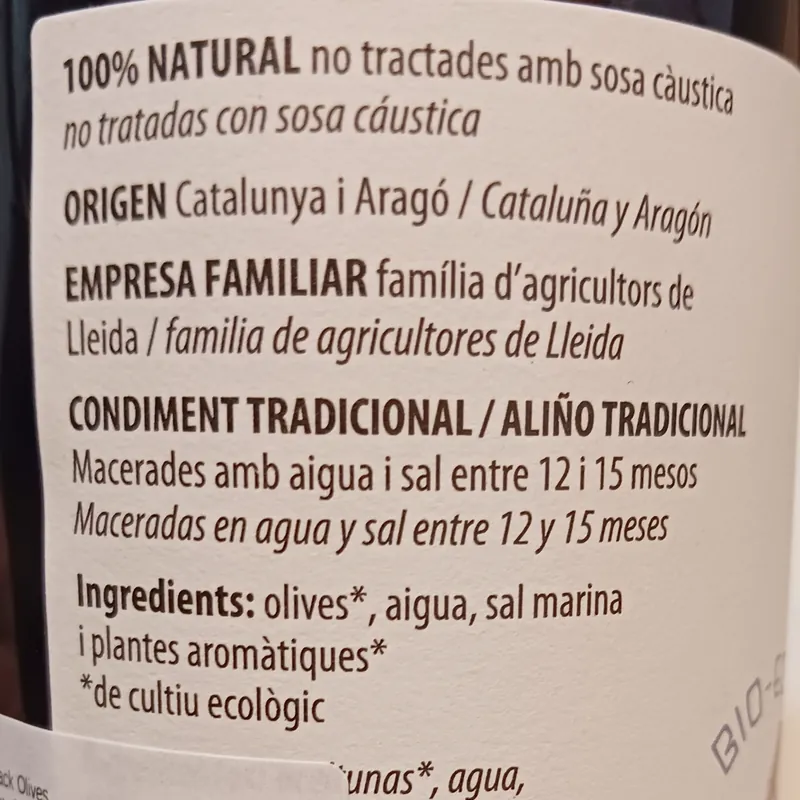 100% NATURAL no tractades amb sosa càustica
no tratadas con sosa cáustica
ORIGEN Catalunya i Aragó / Cataluña y Aragón
EMPRESA FAMILIAR família d'agricultors de
Lleida / familia de agricultores de Lleida
CONDIMENT TRADICIONAL / ALIÑO TRADICIONAL
Macerades amb aigua i sal entre 12 i 15 mesos
Maceradas en agua y sal entre 12 y 15 meses
Ingredients: olives*, aigua, sal marina
i plantes aromàtiques*
*de cultiu ecològic
agua,
Olives
BIO-